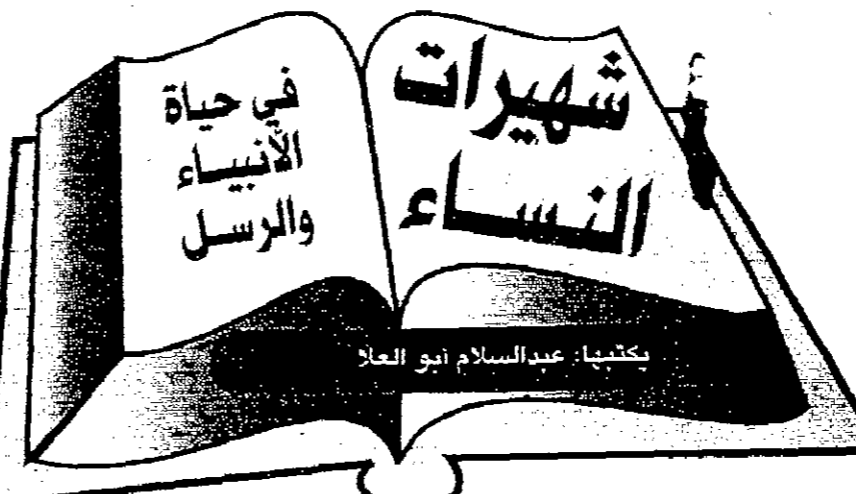 شهيرات
النساء
في حياة
الأنبياء
والرسل
يكتبها: عبدالسلام أبو العلا